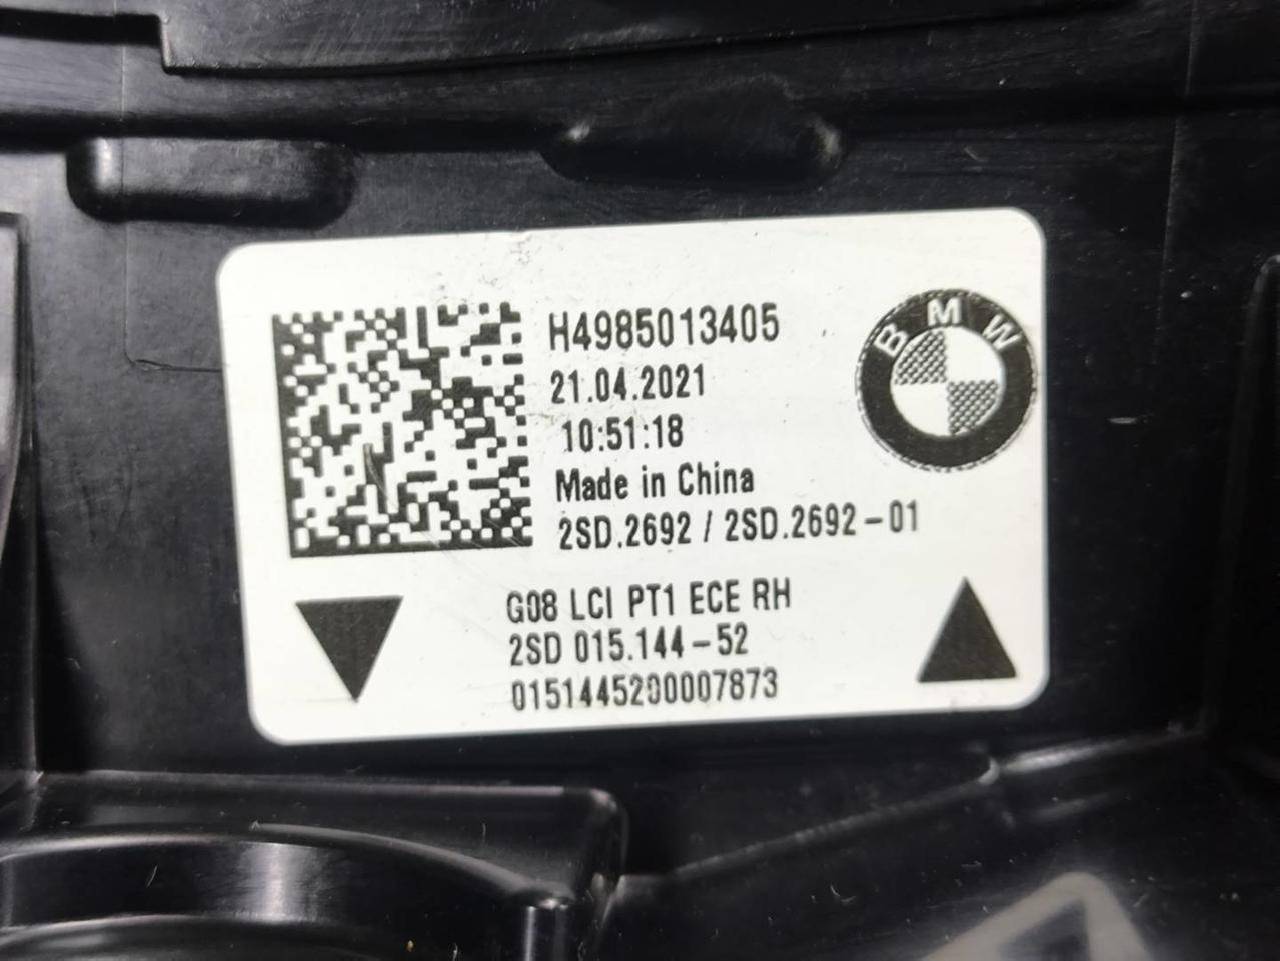 H4985013405
21.04.2021
10:51:18
Made in China
2SD.2692 / 2SD.2692-01
BMW
G08 LCI PT1 ECE RH
2SD 015.144-52
0151445200007873